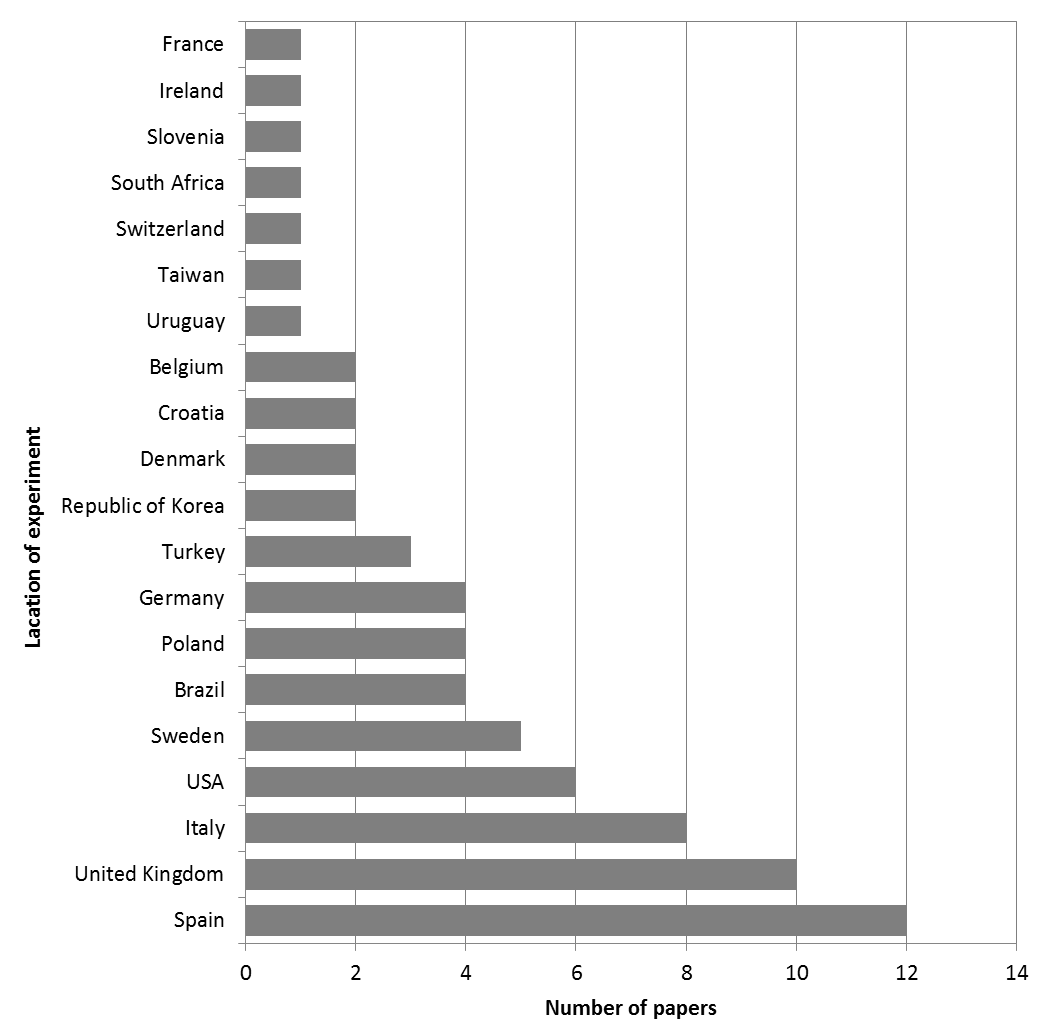 France
Ireland
Slovenia
South Africa
Switzerland
Taiwan
Uruguay
Belgium
Croatia
Denmark
Republic of Korea
Turkey
Germany
Poland
Brazil
Sweden
USA
Italy
United Kingdom
Spain
Lacation of experiment
0 2 4 6 8 10 12 14
Number of papers